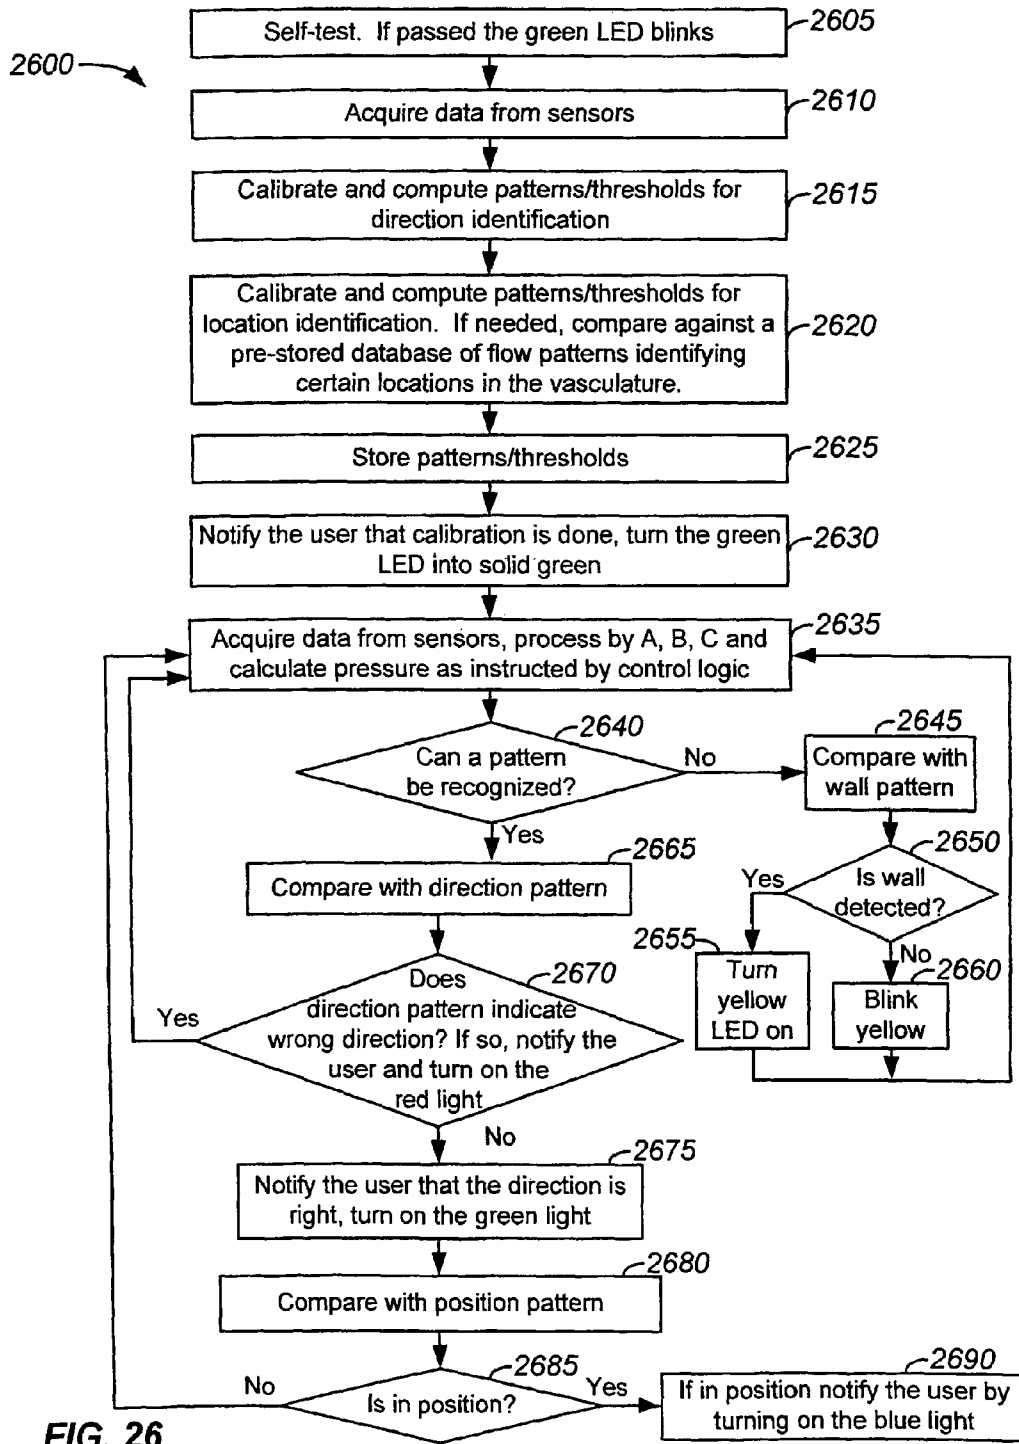 2600
Self-test. If passed the green LED blinks
2605
Acquire data from sensors
2610
Calibrate and compute patterns/thresholds for
direction identification
2615
Calibrate and compute patterns/thresholds for
location identification. If needed, compare against a
pre-stored database of flow patterns identifying
certain locations in the vasculature.
2620
Store patterns/thresholds
2625
Notify the user that calibration is done, turn the green
LED into solid green
2630
Acquire data from sensors, process by A, B, C and
calculate pressure as instructed by control logic
2635
Can a pattern
be recognized?
2640
No
Yes
Compare with
wall pattern
2645
Is wall
detected?
2650
Yes
No
Turn
yellow
LED on
2655
Blink
yellow
2660
Compare with direction pattern
2665
Does
direction pattern indicate
wrong direction? If so, notify the
user and turn on the
red light
2670
Yes
No
Notify the user that the direction is
right, turn on the green light
2675
Compare with position pattern
2680
Is in position?
2685
No
Yes
If in position notify the user by
turning on the blue light
2690
FIG. 26